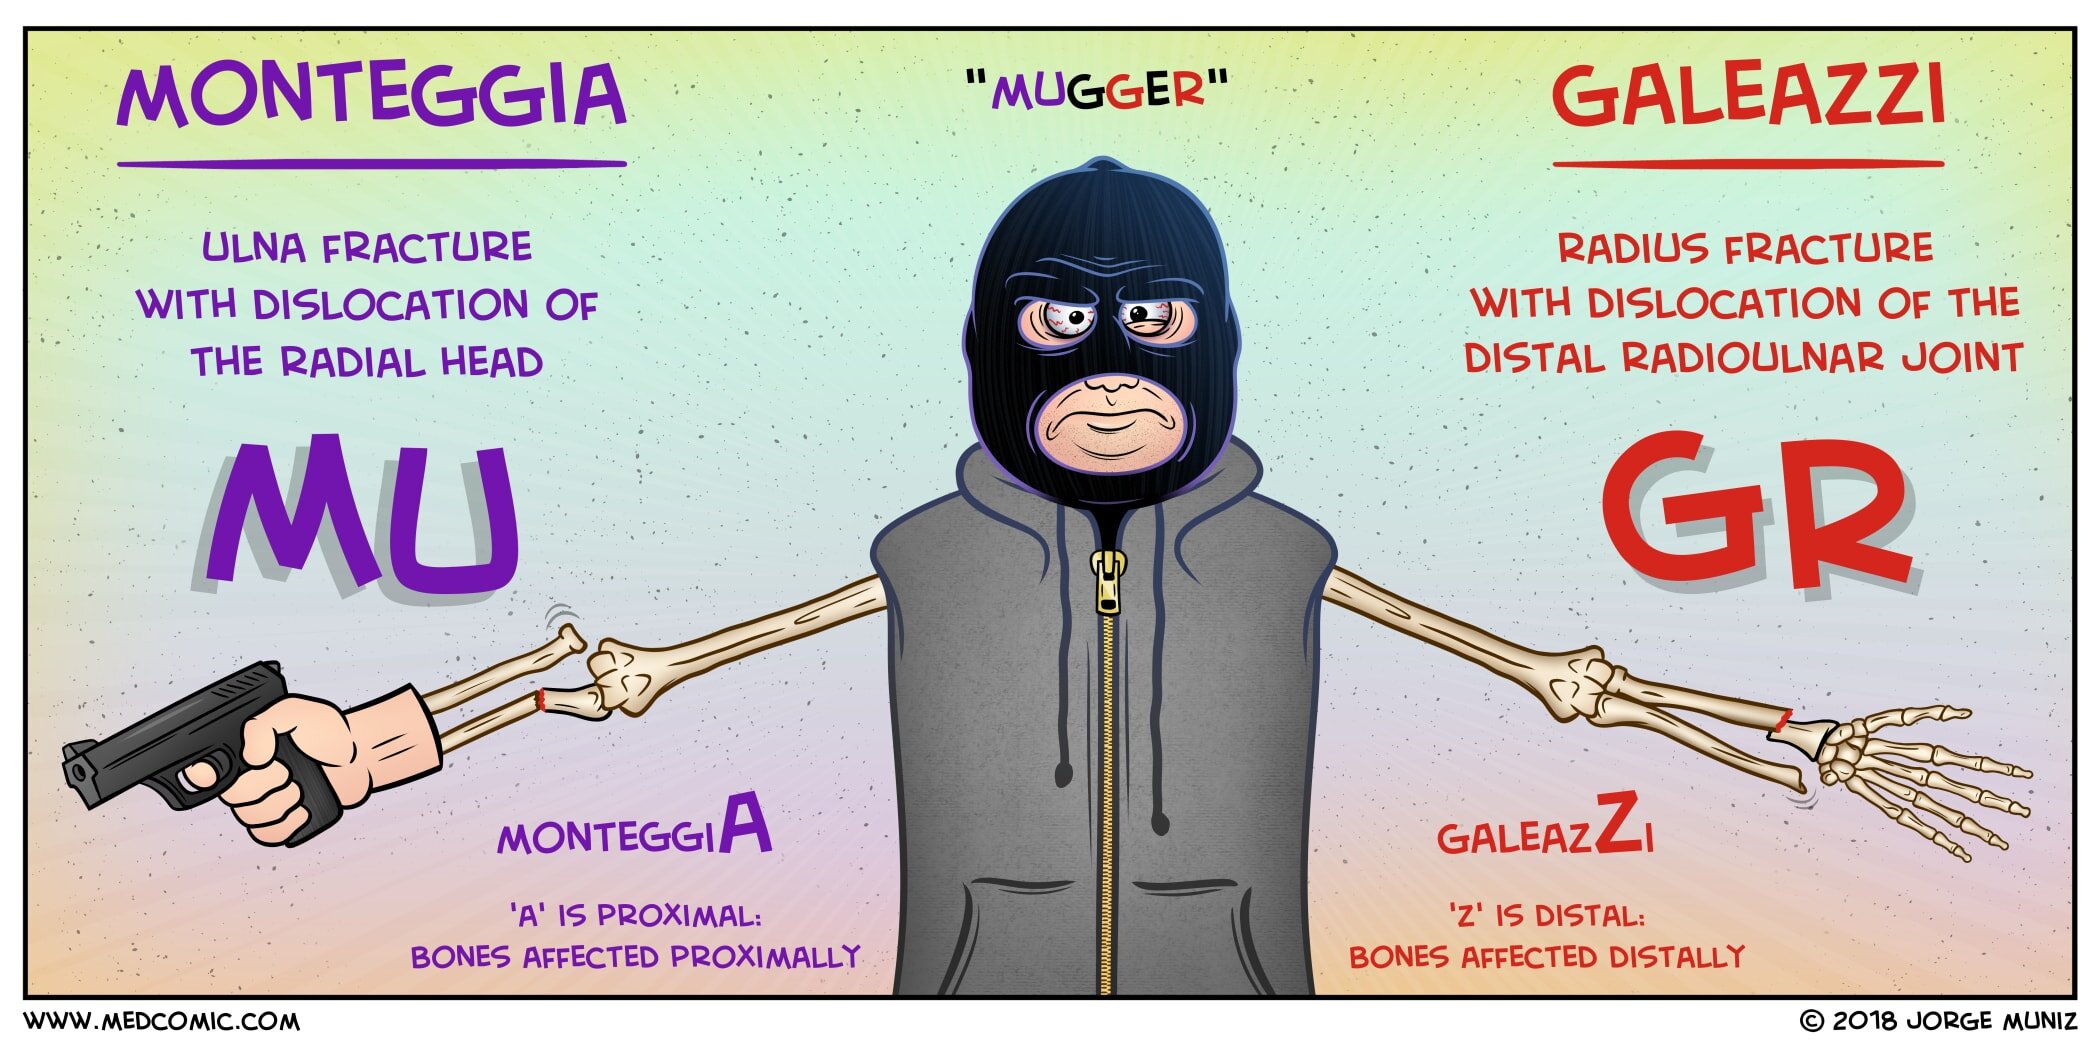 MONTEGGIA
"MUGGER"
GALEAZZI
ULNA FRACTURE
WITH DISLOCATION OF
THE RADIAL HEAD
RADIUS FRACTURE
WITH DISLOCATION OF THE
DISTAL RADIOULNAR JOINT
MU
GR
MONTEGGIA
'A' IS PROXIMAL:
BONES AFFECTED PROXIMALLY
GALEAZZI
'Z' IS DISTAL:
BONES AFFECTED DISTALLY
WWW.MEDCOMIC.COM
© 2018 JORGE MUNIZ